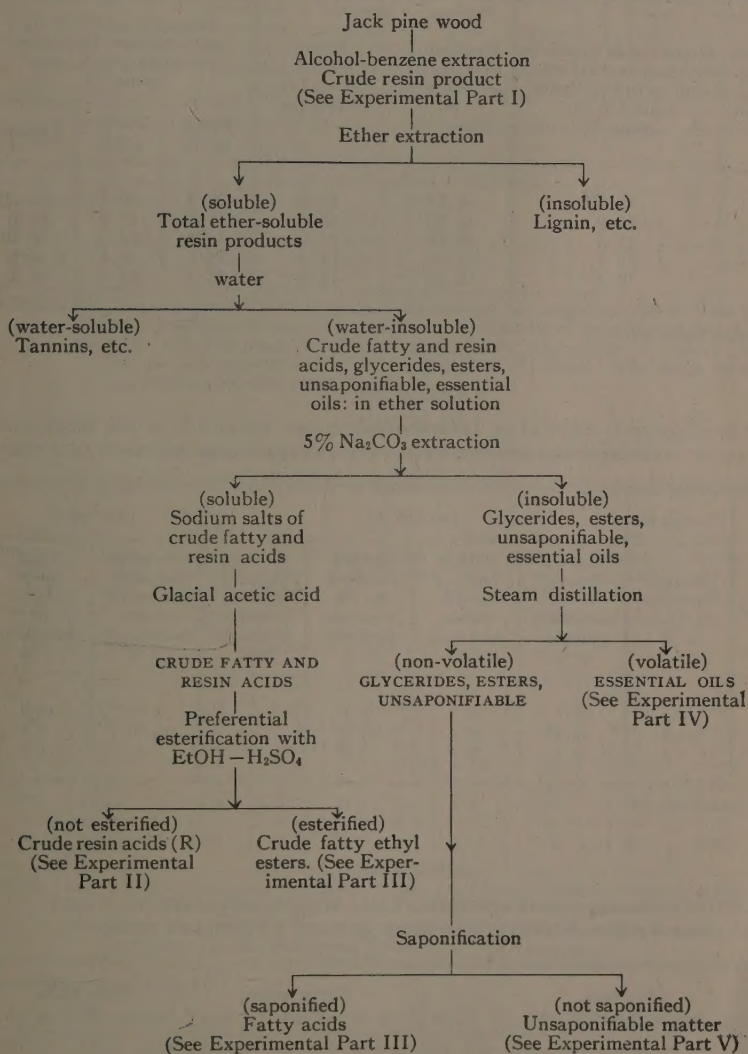 Jack pine wood
Alcohol-benzene extraction
Crude resin product
(See Experimental Part I)
Ether extraction
(soluble)
Total ether-soluble
resin products
(insoluble)
Lignin, etc.
water
(water-soluble)
Tannins, etc.
(water-insoluble)
Crude fatty and resin
acids, glycerides, esters,
unsaponifiable, essential
oils: in ether solution
5% Na₂CO₃ extraction
(soluble)
Sodium salts of
crude fatty and
resin acids
(insoluble)
Glycerides, esters,
unsaponifiable,
essential oils
Glacial acetic acid
Steam distillation
CRUDE FATTY AND
RESIN ACIDS
(non-volatile)
GLYCERIDES, ESTERS,
UNSAPONIFIABLE
(volatile)
ESSENTIAL OILS
(See Experimental
Part IV)
Preferential
esterification with
EtOH–H₂SO₄
(not esterified)
Crude resin acids (R)
(See Experimental
Part II)
(esterified)
Crude fatty ethyl
esters. (See Exper-
imental Part III)
Saponification
(saponified)
Fatty acids
(See Experimental Part III)
(not saponified)
Unsaponifiable matter
(See Experimental Part V)